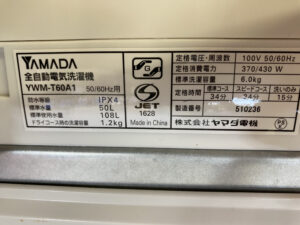 YAMADA
全自動電気洗濯機
YWM-T60A1 50/60Hz用
防水等級 IPX4
標準水量 50L
標準使用水量 108L
ドライコース時の洗濯容量 1.2kg
G
S
JET
1628
Made in China
定格電圧・周波数 100V 50/60Hz
定格消費電力 370/430 W
標準洗濯容量 6.0kg
定格時間 標準コース スピードコース 洗いのみ
34分 24分 15分
製造番号 510236
株式会社 ヤマダ電機
PSE